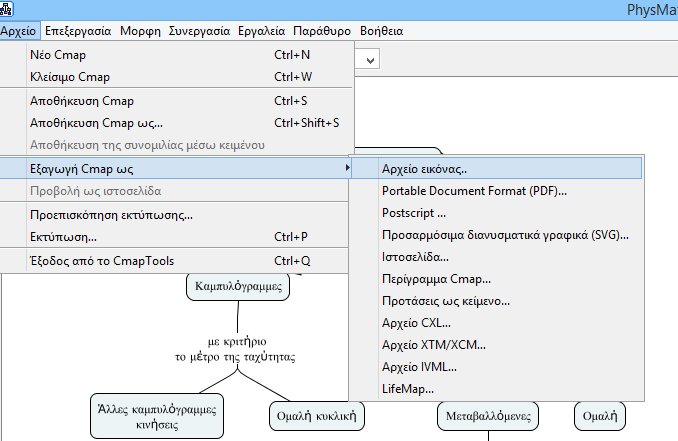 PhysMa
Αρχείο Επεξεργασία Μορφη Συνεργασία Εργαλεία Παράθυρο Βοήθεια
Νέο Cmap Ctrl+N
Κλείσιμο Cmap Ctrl+W
Αποθήκευση Cmap Ctrl+S
Αποθήκευση Cmap ως... Ctrl+Shift+S
Αποθήκευση της συνομιλίας μέσω κειμένου
Εξαγωγή Cmap ως
Προβολή ως ιστοσελίδα
Προεπισκόπηση εκτύπωσης...
Εκτύπωση... Ctrl+P
Έξοδος από το CmapTools Ctrl+Q
Αρχείο εικόνας..
Portable Document Format (PDF)...
Postscript ...
Προσαρμόσιμα διανυσματικά γραφικά (SVG)...
Ιστοσελίδα...
Περίγραμμα Cmap...
Προτάσεις ως κείμενο...
Αρχείο CXL...
Αρχείο XTM/XCM...
Αρχείο IVML...
LifeMap...
Καμπυλόγραμμες
με κριτήριο
το μέτρο της ταχύτητας
Άλλες καμπυλόγραμμες
κινήσεις
Ομαλή κυκλική
Μεταβαλλόμενες
Ομαλή